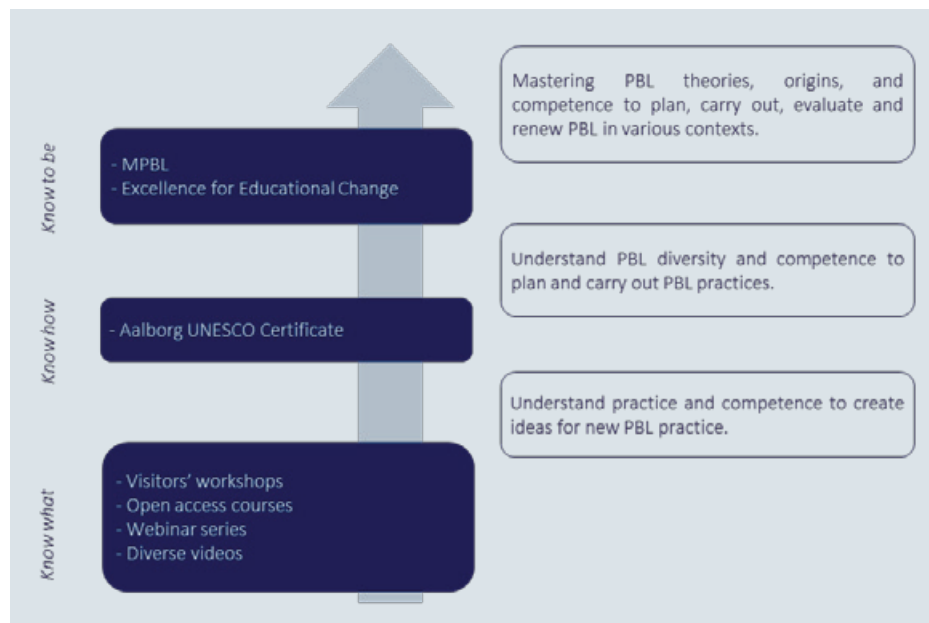 Know to be
- MPBL
- Excellence for Educational Change
Mastering PBL theories, origins, and
competence to plan, carry out, evaluate and
renew PBL in various contexts.
Know how
- Aalborg UNESCO Certificate
Understand PBL diversity and competence to
plan and carry out PBL practices.
Know what
- Visitors’ workshops
- Open access courses
- Webinar series
- Diverse videos
Understand practice and competence to create
ideas for new PBL practice.